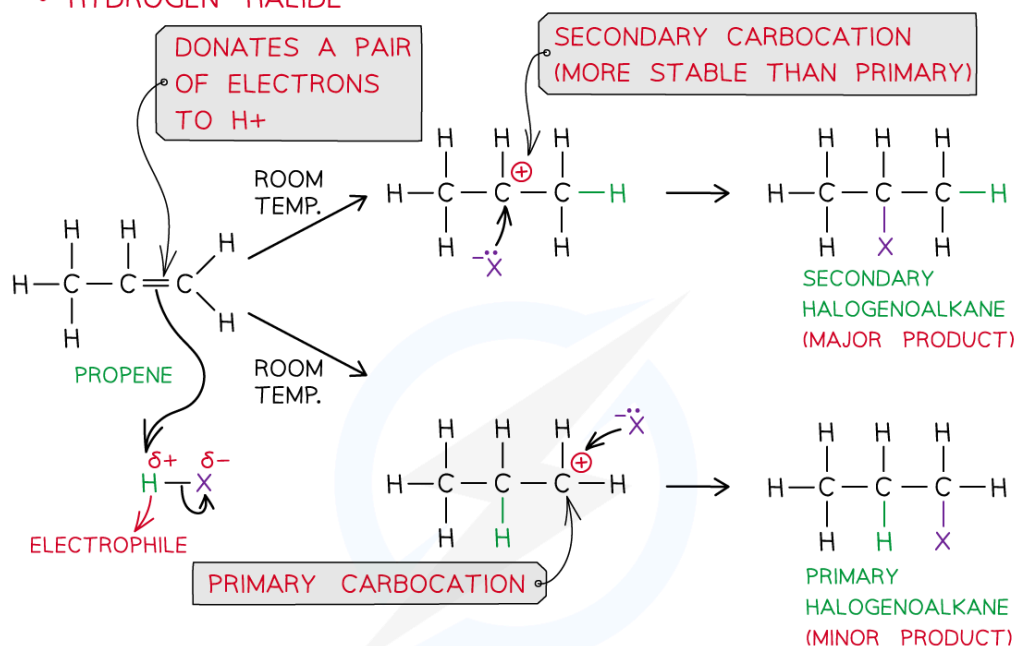 • HYDROGEN HALIDE
DONATES A PAIR
OF ELECTRONS
TO H+
SECONDARY CARBOCATION
(MORE STABLE THAN PRIMARY)
ROOM
TEMP.
H H H
H C C ⊕ C H
H –Ẍ H
H H H
H C C C H
H X H
SECONDARY
HALOGENOALKANE
(MAJOR PRODUCT)
H H H
H C C C
H H
PROPENE
ROOM
TEMP.
δ+ δ–
H X
ELECTROPHILE
H H H –Ẍ
H C C C ⊕ H
H H
PRIMARY CARBOCATION
H H H
H C C C H
H H X
PRIMARY
HALOGENOALKANE
(MINOR PRODUCT)